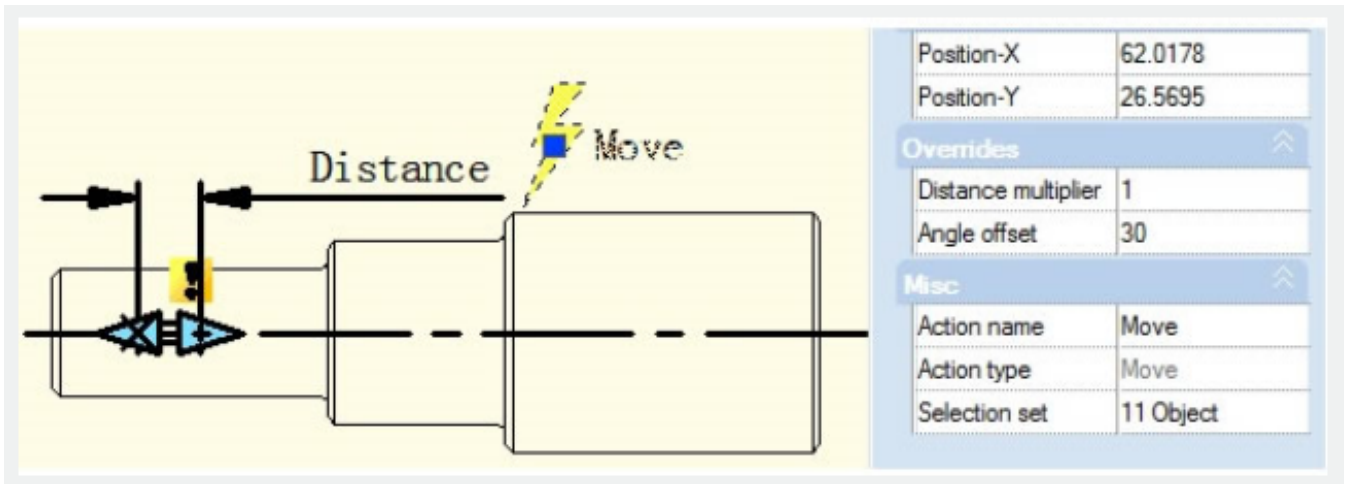 Distance
Move
Position-X 62.0178
Position-Y 26.5695
Overrides
Distance multiplier 1
Angle offset 30
Misc
Action name Move
Action type Move
Selection set 11 Object